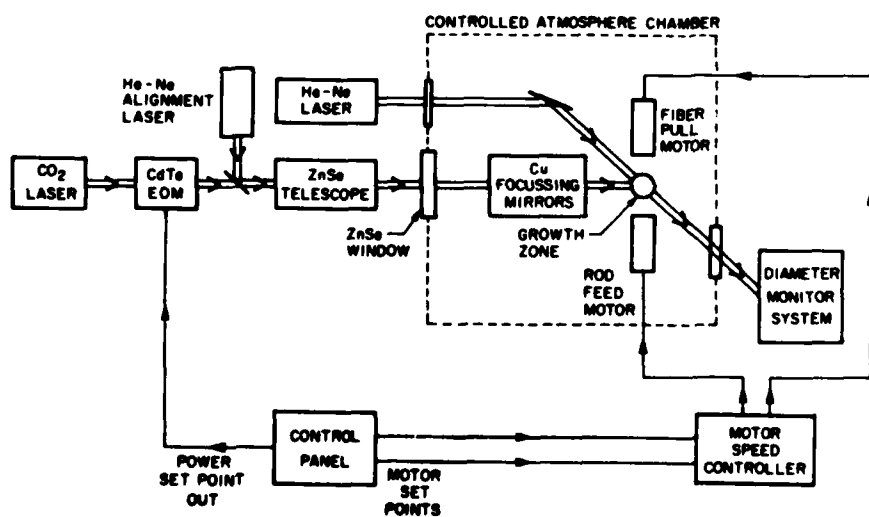 CONTROLLED ATMOSPHERE CHAMBER
He-Ne
ALIGNMENT
LASER
He-Ne
LASER
FIBER
PULL
MOTOR
CO2
LASER
CdTe
EOM
ZnSe
TELESCOPE
Cu
FOCUSSING
MIRRORS
ZnSe
WINDOW
GROWTH
ZONE
ROD
FEED
MOTOR
DIAMETER
MONITOR
SYSTEM
CONTROL
PANEL
MOTOR
SPEED
CONTROLLER
POWER
SET POINT
OUT
MOTOR
SET
POINTS